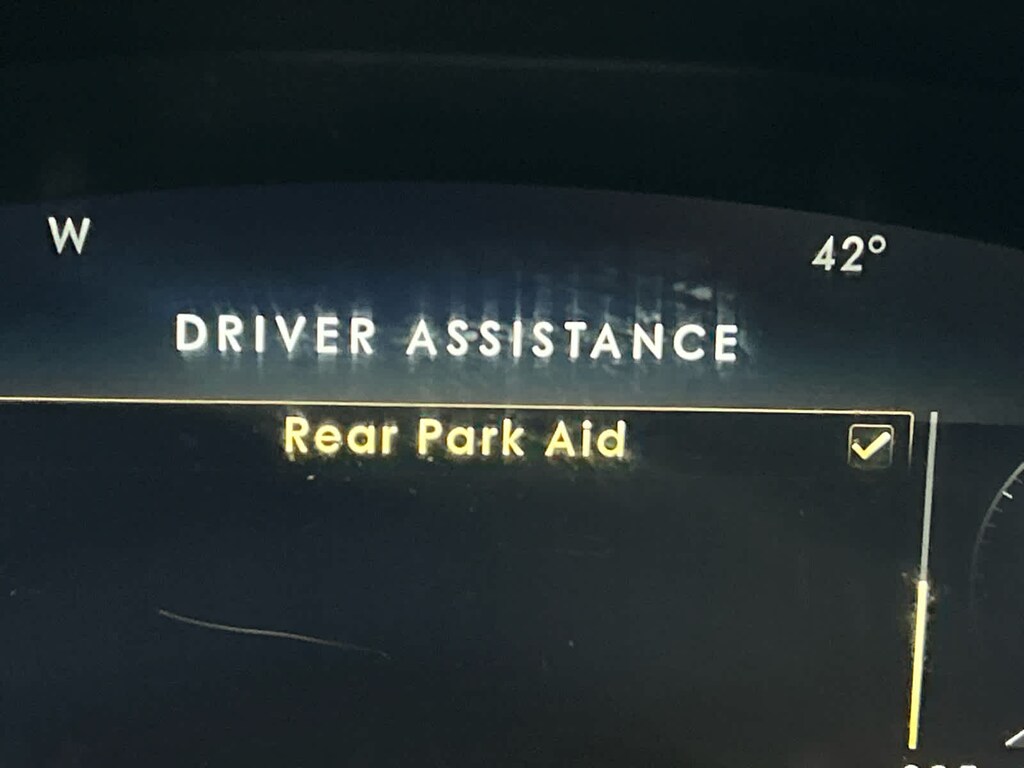 W 42°
DRIVER ASSISTANCE
Rear Park Aid